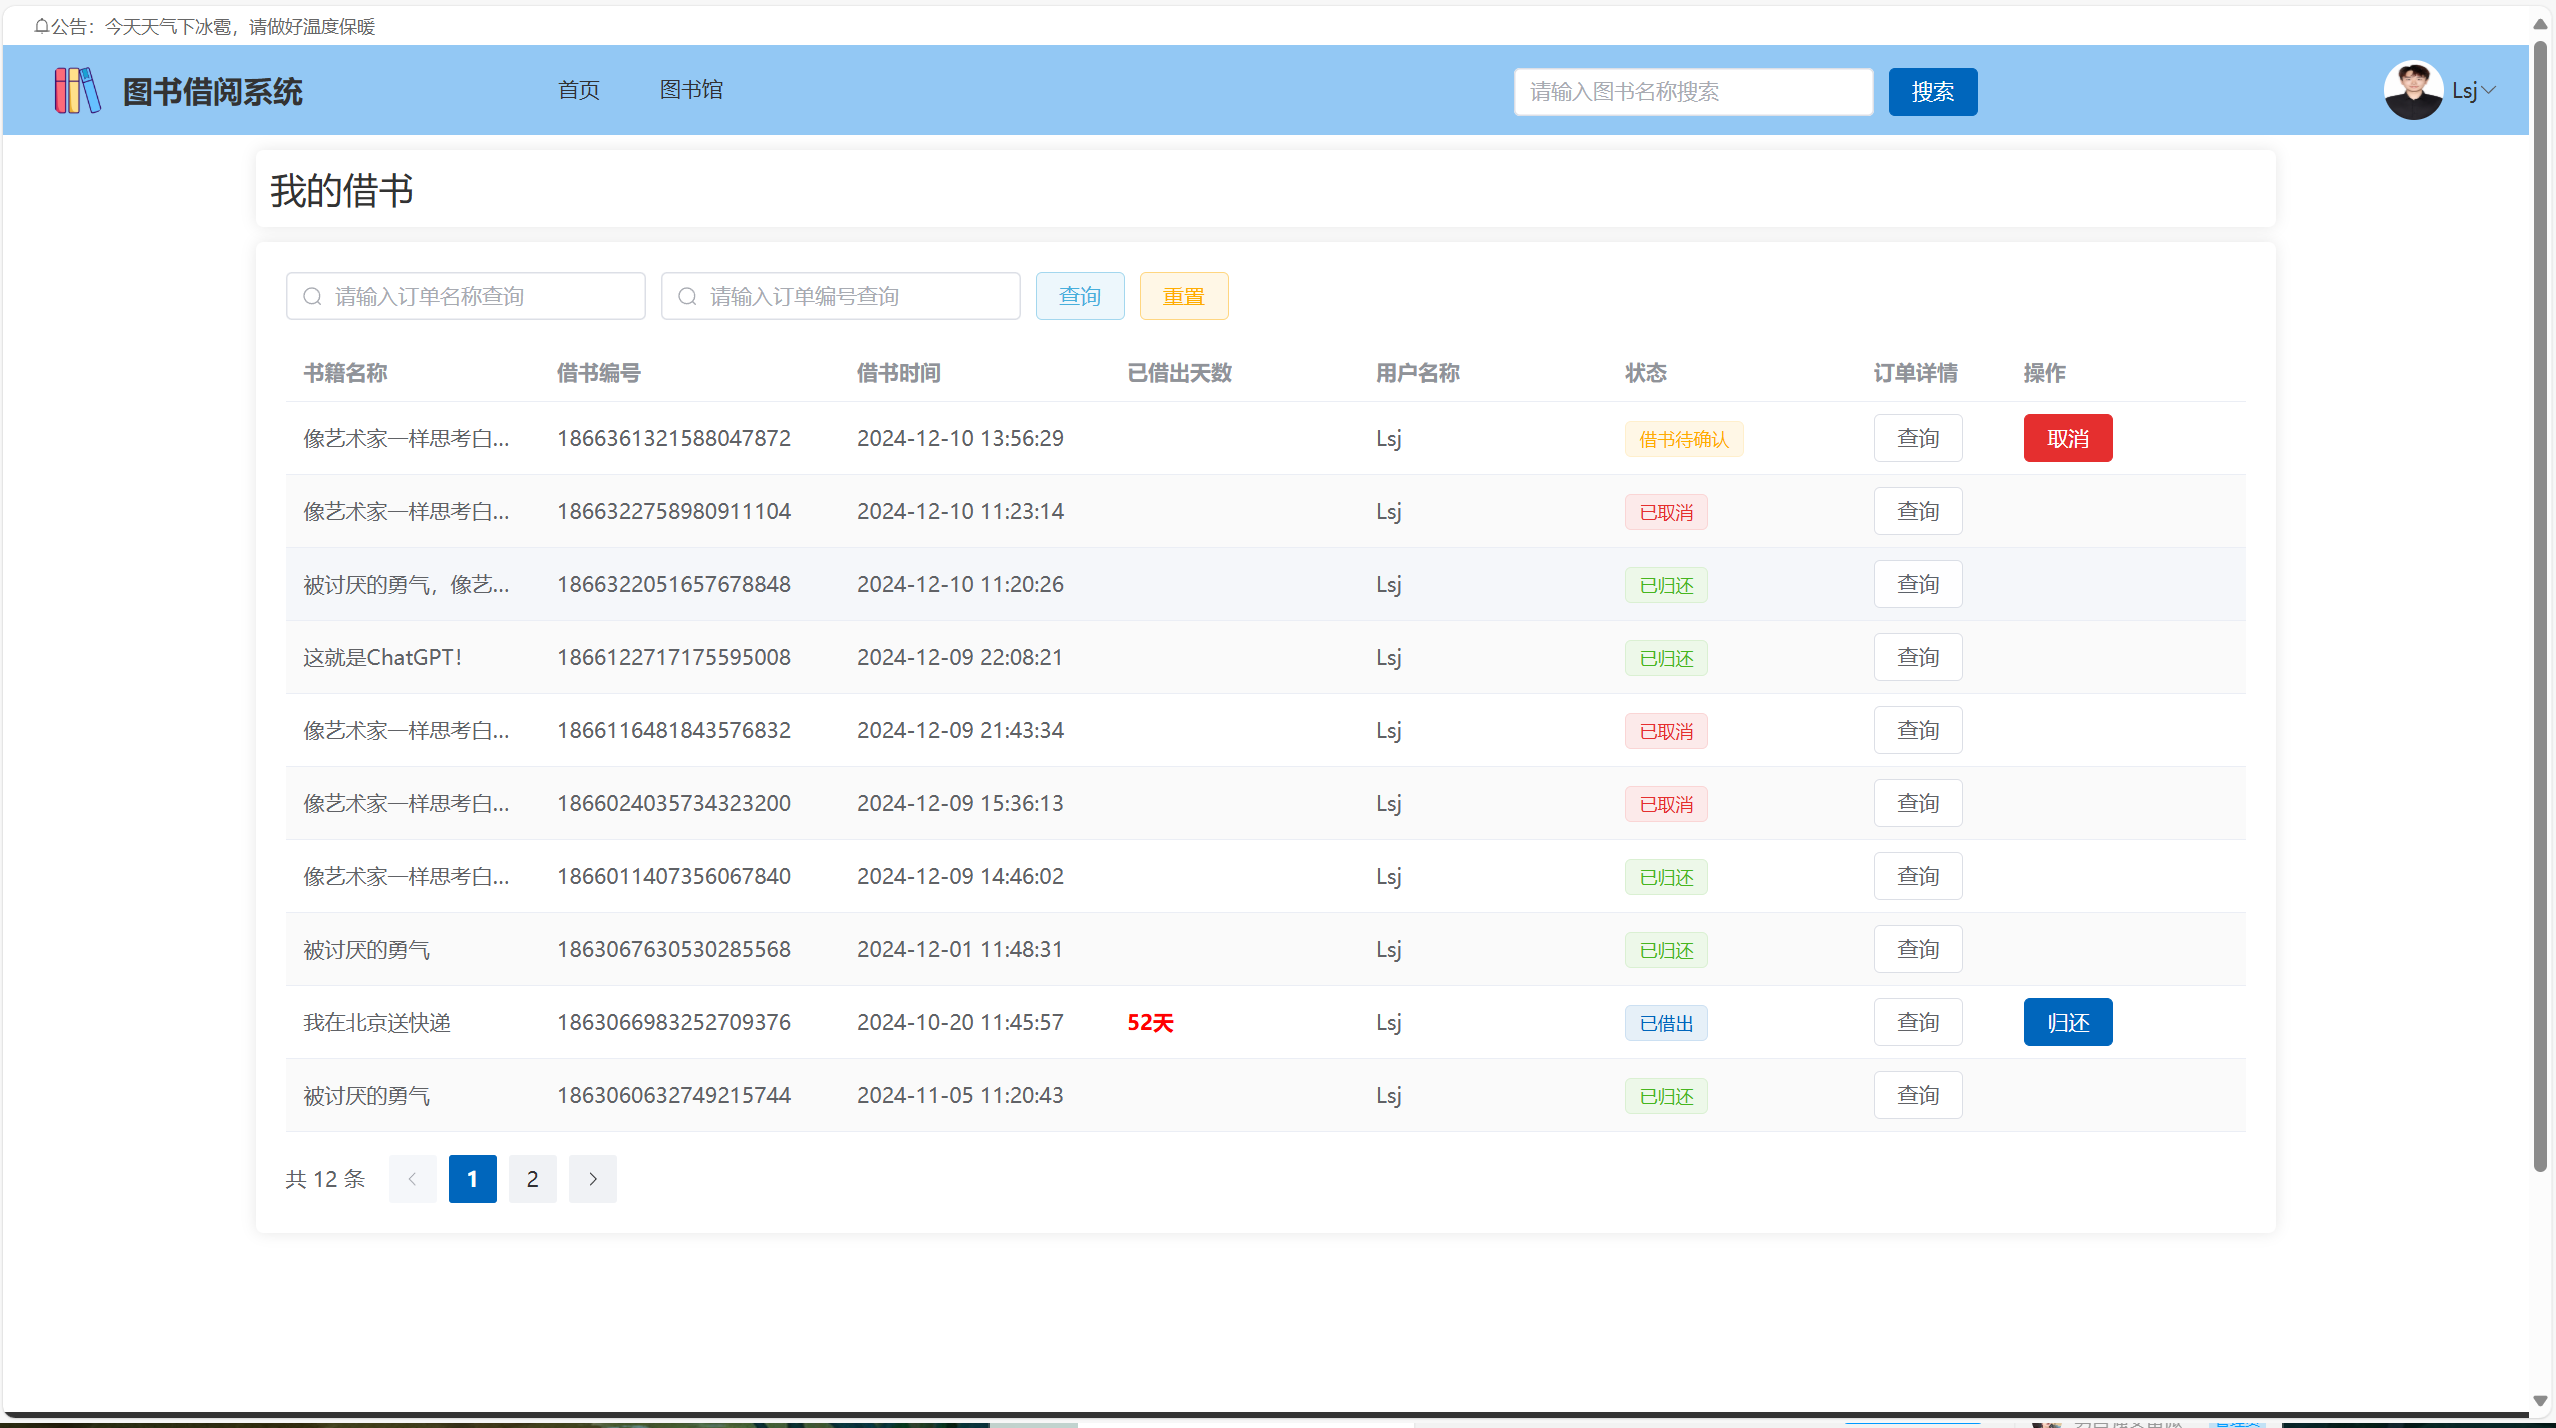 公告：今天天气下冰雹，请做好温度保暖
图书借阅系统 首页 图书馆 请输入图书名称搜索 搜索 Lsj
我的借书
请输入订单名称查询 请输入订单编号查询 查询 重置
书籍名称 借书编号 借书时间 已借出天数 用户名称 状态 订单详情 操作
像艺术家一样思考白... 1866361321588047872 2024-12-10 13:56:29 Lsj 借书待确认 查询 取消
像艺术家一样思考白... 1866322758980911104 2024-12-10 11:23:14 Lsj 已取消 查询
被讨厌的勇气，像艺... 1866322051657678848 2024-12-10 11:20:26 Lsj 已归还 查询
这就是ChatGPT！ 1866122717175595008 2024-12-09 22:08:21 Lsj 已归还 查询
像艺术家一样思考白... 1866116481843576832 2024-12-09 21:43:34 Lsj 已取消 查询
像艺术家一样思考白... 1866024035734323200 2024-12-09 15:36:13 Lsj 已取消 查询
像艺术家一样思考白... 1866011407356067840 2024-12-09 14:46:02 Lsj 已归还 查询
被讨厌的勇气 1863067630530285568 2024-12-01 11:48:31 Lsj 已归还 查询
我在北京送快递 1863066983252709376 2024-10-20 11:45:57 52天 Lsj 已借出 查询 归还
被讨厌的勇气 1863060632749215744 2024-11-05 11:20:43 Lsj 已归还 查询
共 12 条 1 2